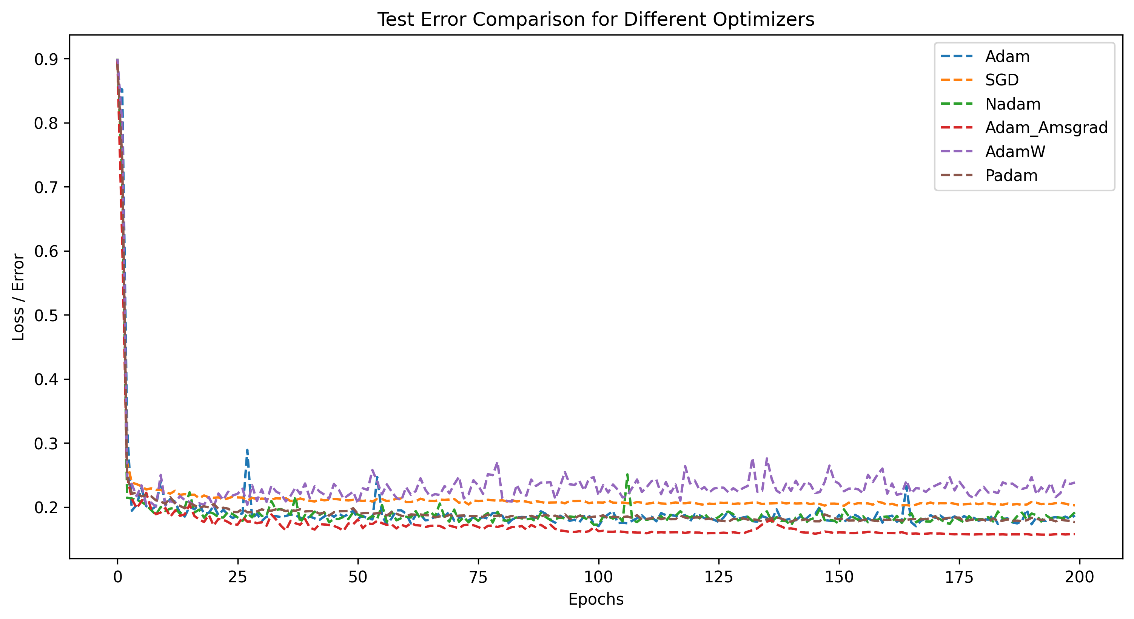 Test Error Comparison for Different Optimizers
Adam
SGD
Nadam
Adam_Amsgrad
AdamW
Padam
Loss / Error
0.9
0.8
0.7
0.6
0.5
0.4
0.3
0.2
0 25 50 75 100 125 150 175 200
Epochs